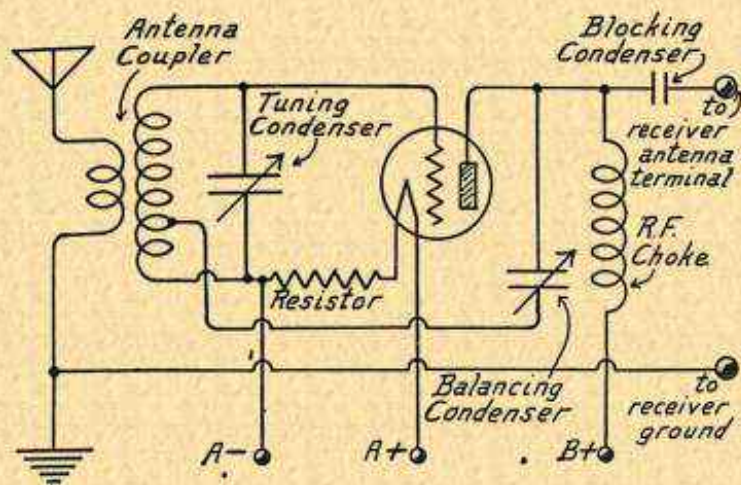 Antenna
Coupler
Blocking
Condenser
Tuning
Condenser
to
receiver
antenna
terminal
R.F.
Choke
Resistor
Balancing
Condenser
to
receiver
ground
A-
A+
B+